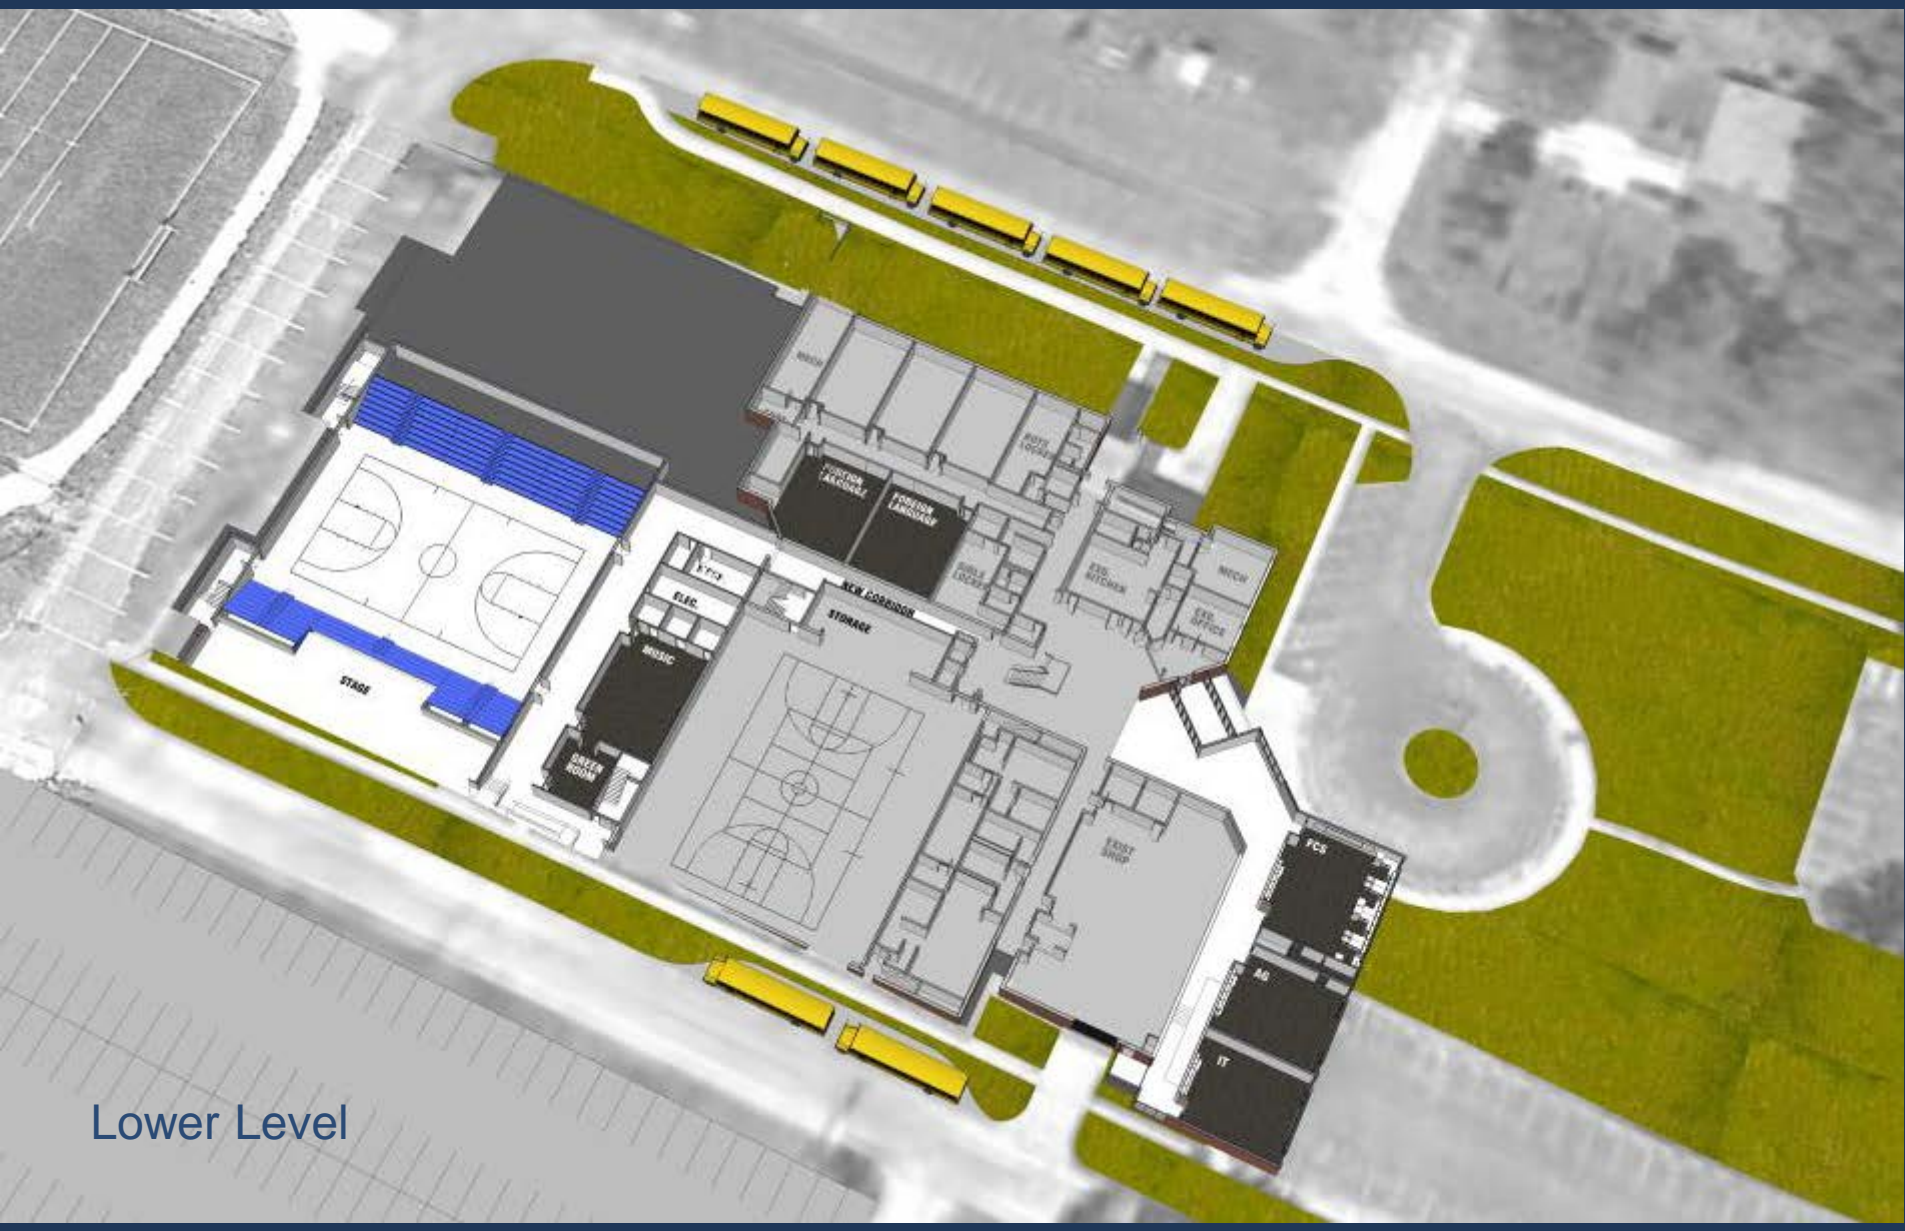 MECH
BOYS
LOCKER
FOREIGN
LANGUAGE
FOREIGN
LANGUAGE
GIRLS
LOCKER
EXG.
KITCHEN
MECH
EXG.
OFFICE
NEW CORRIDOR
STORAGE
ELEC.
MUSIC
STAGE
GREEN
ROOM
EXIST
SHOP
FCS
AG
IT
Lower Level